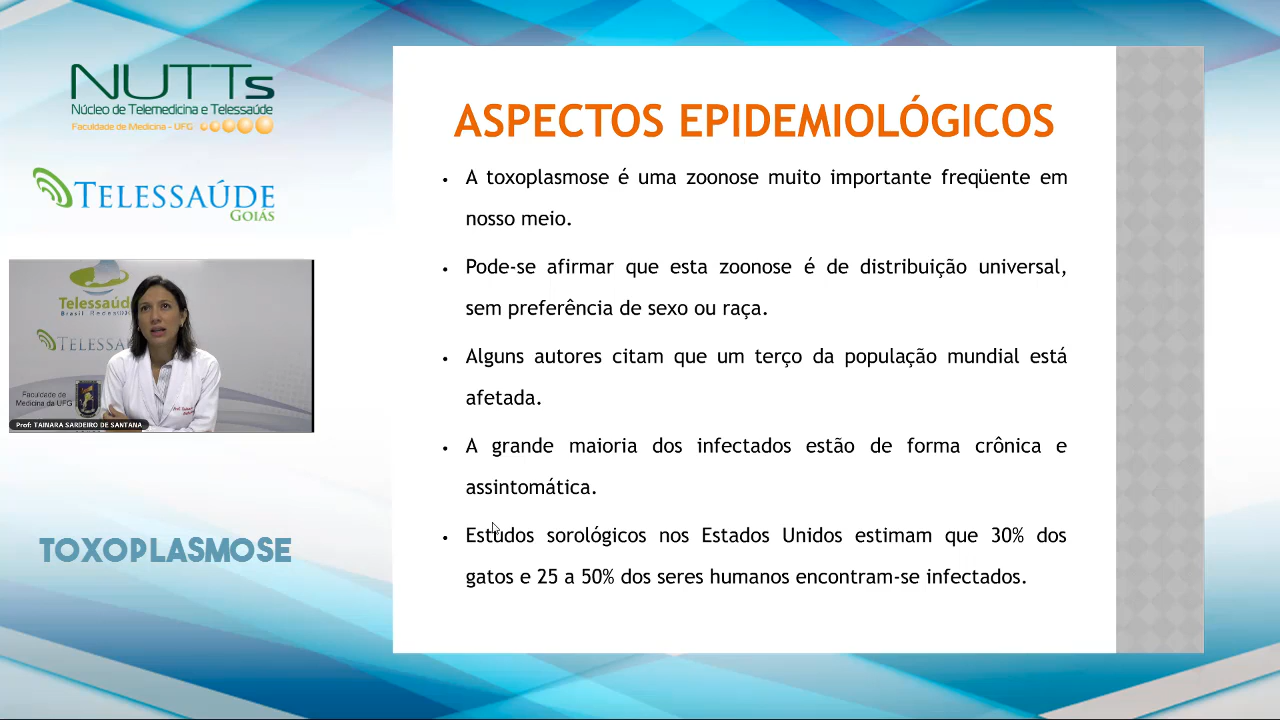 NUTTs
Núcleo de Telemedicina e Telessaúde
Faculdade de Medicina - UFG
TELESSAÚDE
GOIÁS
Telessaúde
Brasil Redes
TELESSA
Faculdade de
Medicina da UFG
Prof: TAINARA SARDEIRO DE SANTANA
TOXOPLASMOSE
ASPECTOS EPIDEMIOLÓGICOS
• A toxoplasmose é uma zoonose muito importante freqüente em
nosso meio.
• Pode-se afirmar que esta zoonose é de distribuição universal,
sem preferência de sexo ou raça.
• Alguns autores citam que um terço da população mundial está
afetada.
• A grande maioria dos infectados estão de forma crônica e
assintomática.
• Estudos sorológicos nos Estados Unidos estimam que 30% dos
gatos e 25 a 50% dos seres humanos encontram-se infectados.